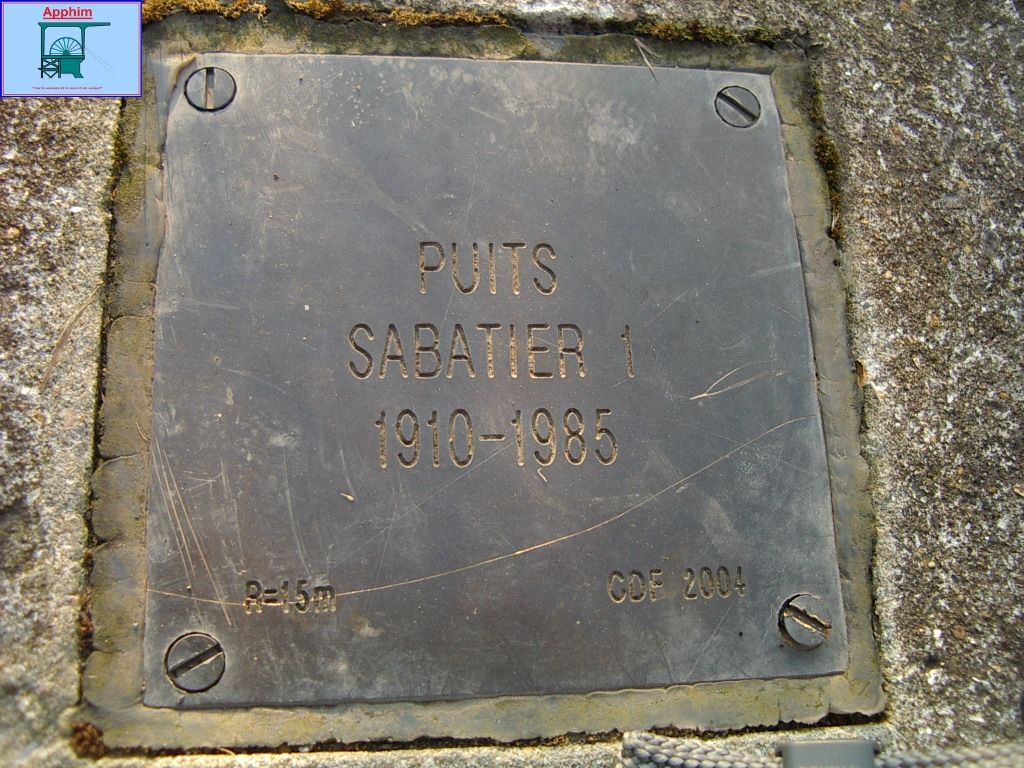 Apphim
PUITS
SABATIER 1
1910-1985
R=15m
CDF 2004